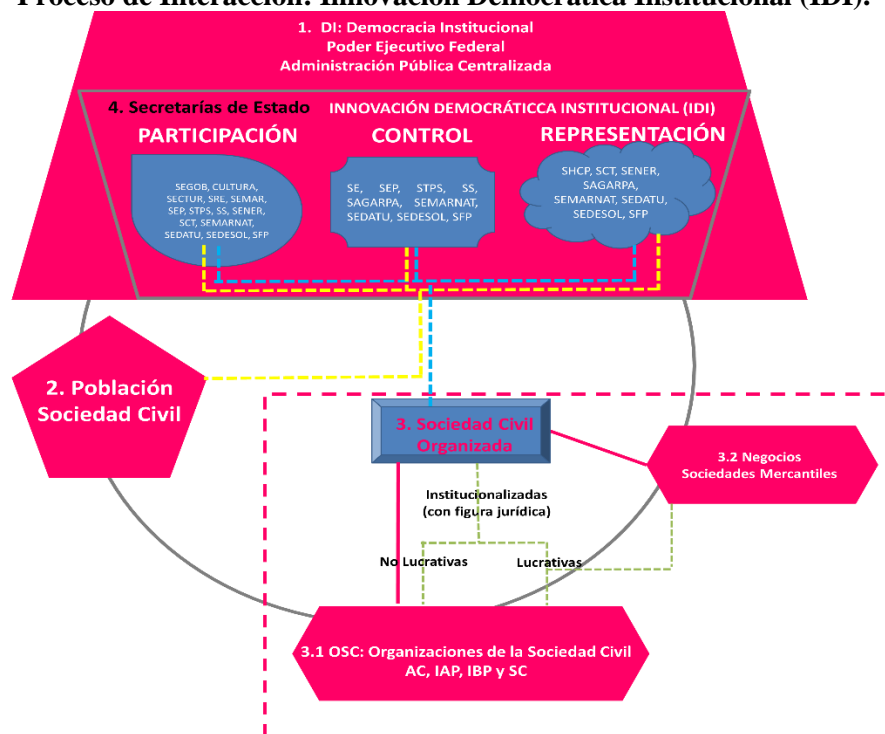 Proceso de Interacción: Innovación Democrática Institucional (IDI).
1. DI: Democracia Institucional
Poder Ejecutivo Federal
Administración Pública Centralizada
4. Secretarías de Estado INNOVACIÓN DEMOCRÁTICCA INSTITUCIONAL (IDI)
PARTICIPACIÓN CONTROL REPRESENTACIÓN
SEGOB, CULTURA,
SECTUR, SRE, SEMAR,
SEP, STPS, SS, SENER,
SCT, SEMARNAT,
SEDATU, SEDESOL, SFP
SE, SEP, STPS, SS,
SAGARPA, SEMARNAT,
SEDATU, SEDESOL, SFP
SHCP, SCT, SENER,
SAGARPA,
SEMARNAT, SEDATU,
SEDESOL, SFP
2. Población
Sociedad Civil
3. Sociedad Civil
Organizada
3.2 Negocios
Sociedades Mercantiles
Institucionalizadas
(con figura jurídica)
No Lucrativas Lucrativas
3.1 OSC: Organizaciones de la Sociedad Civil
AC, IAP, IBP y SC